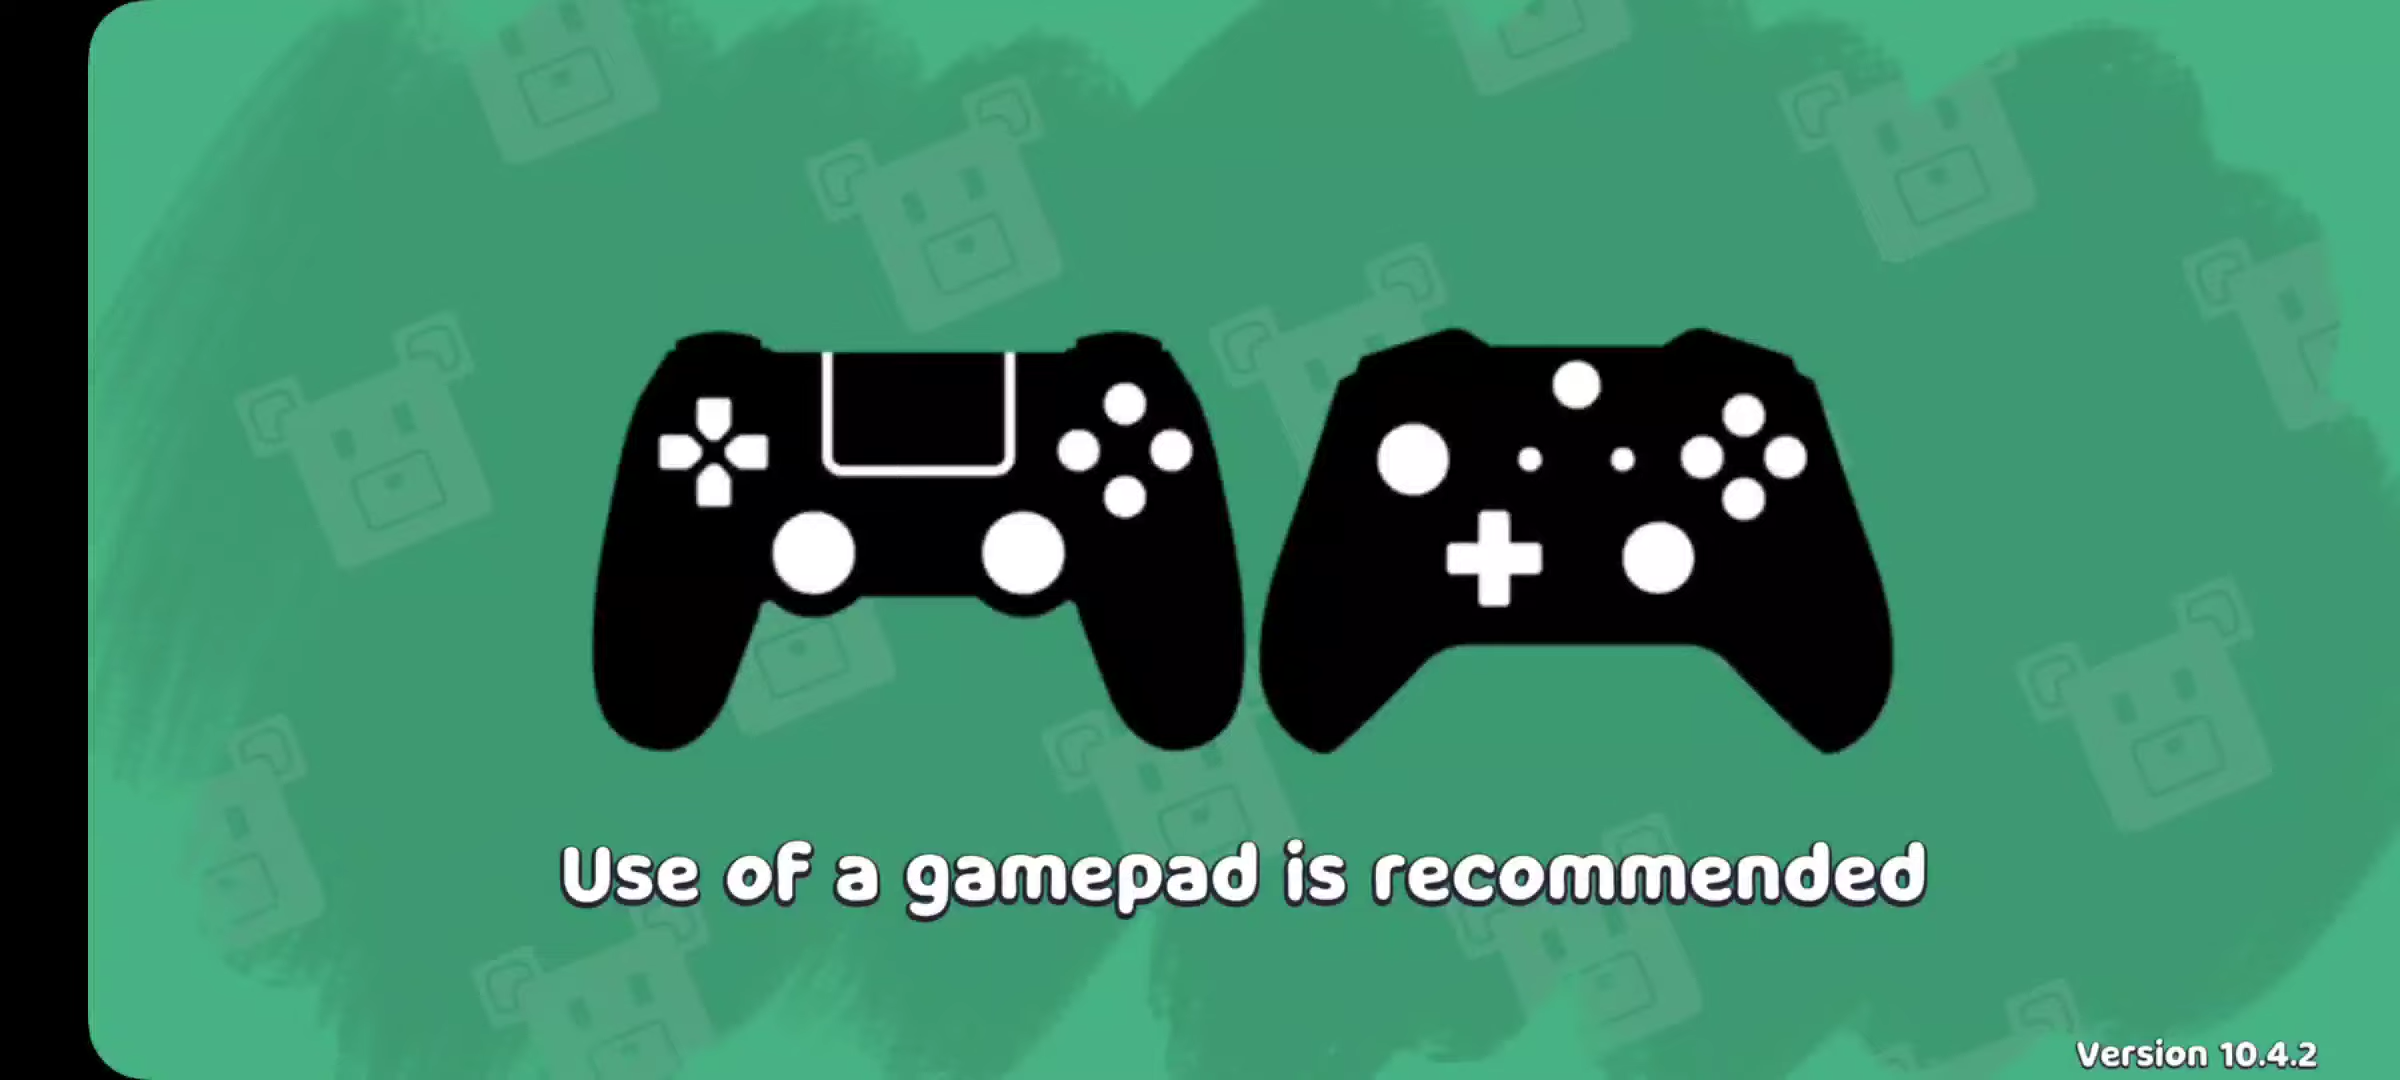 Use of a gamepad is recommended
Version 10.4.2